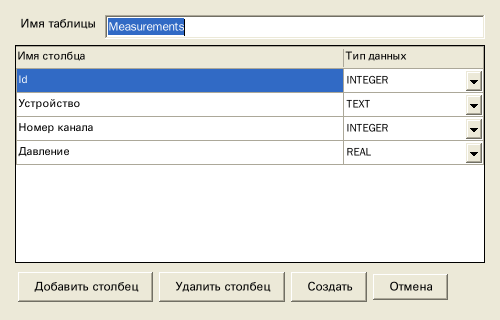 Имя таблицы Measurements
Имя столбца Тип данных
Id INTEGER
Устройство TEXT
Номер канала INTEGER
Давление REAL
Добавить столбец Удалить столбец Создать Отмена